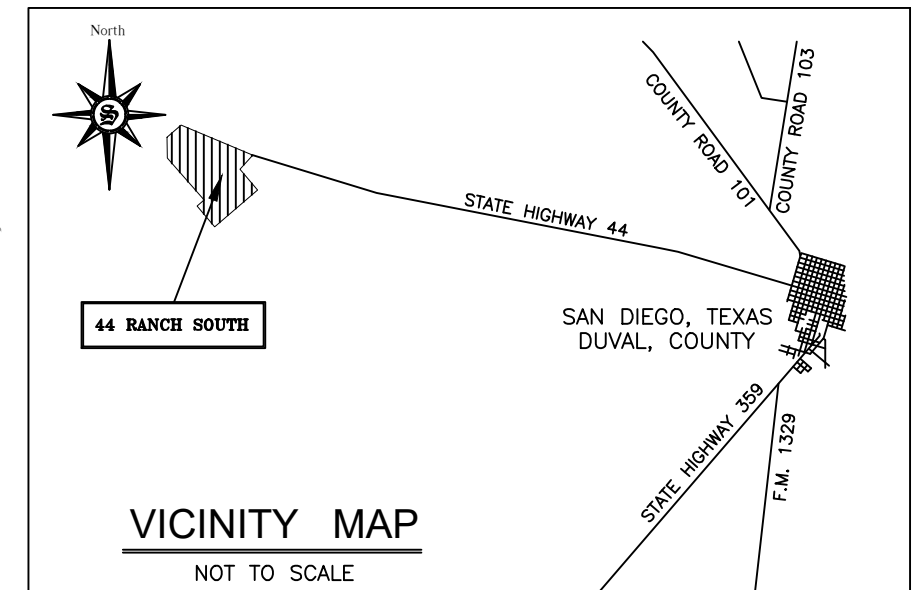 North
S
COUNTY ROAD 101
COUNTY ROAD 103
STATE HIGHWAY 44
44 RANCH SOUTH
SAN DIEGO, TEXAS
DUVAL, COUNTY
STATE HIGHWAY 359
F.M. 1329
VICINITY MAP
NOT TO SCALE